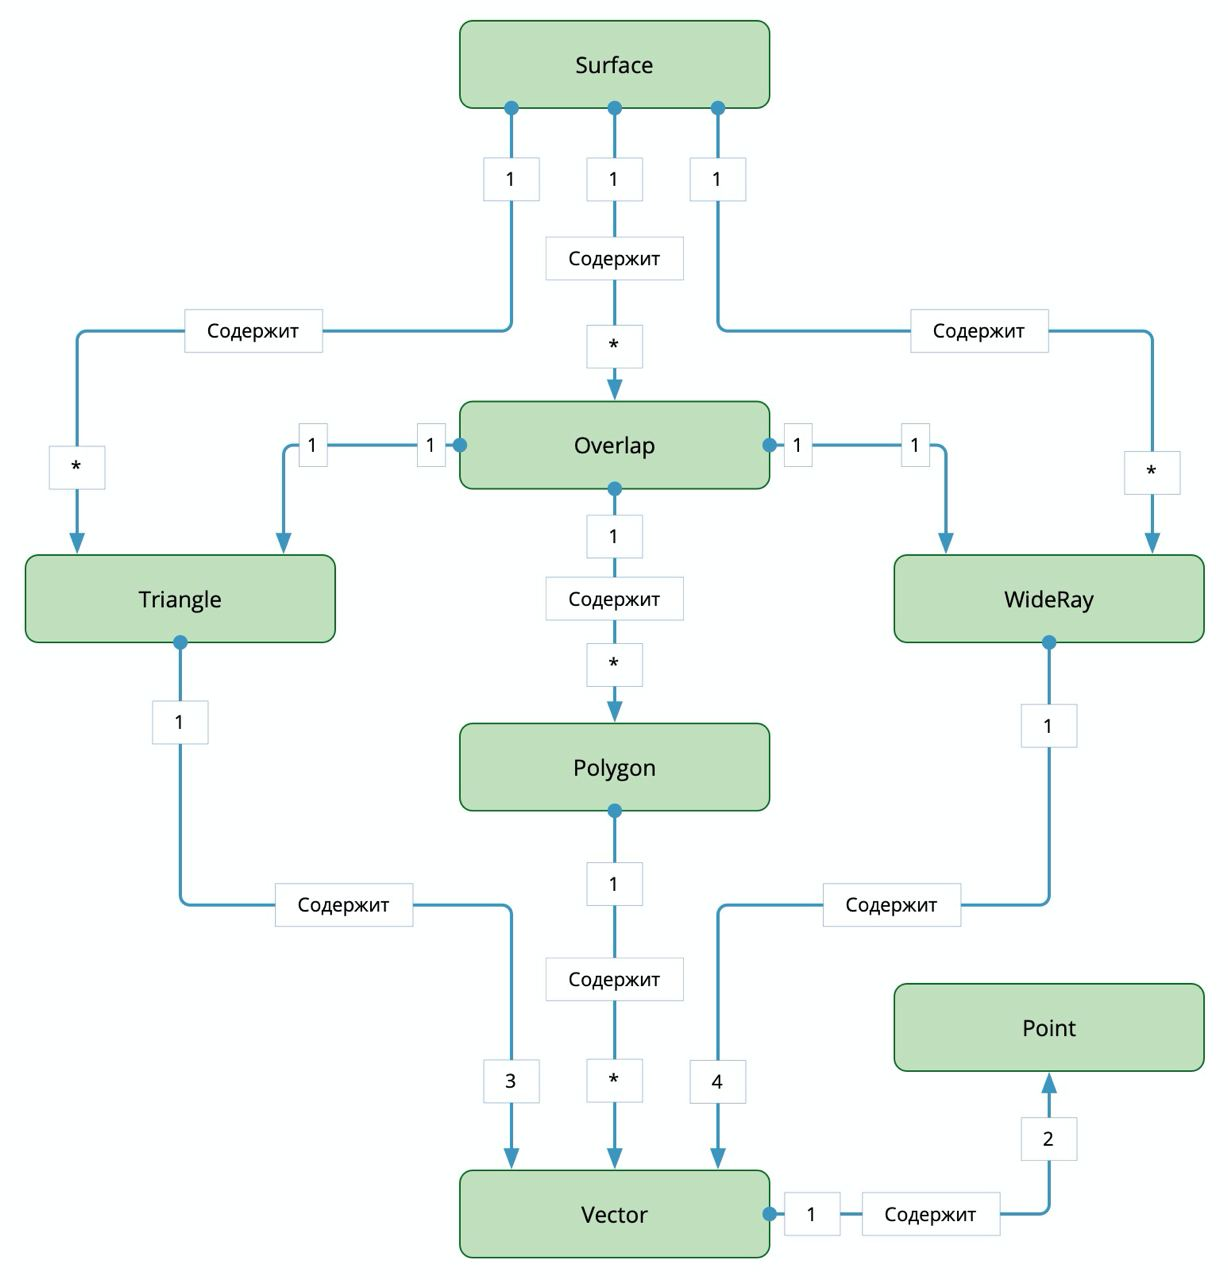 Surface
1
1
1
Содержит
Содержит
Содержит
*
1
1
Overlap
1
1
*
*
1
Triangle
Содержит
WideRay
*
1
1
Polygon
1
Содержит
Содержит
Содержит
Point
3
*
4
2
Vector
1
Содержит